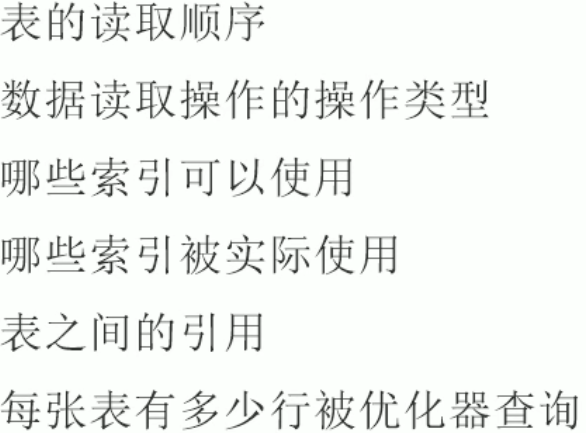 表的读取顺序
数据读取操作的操作类型
哪些索引可以使用
哪些索引被实际使用
表之间的引用
每张表有多少行被优化器查询